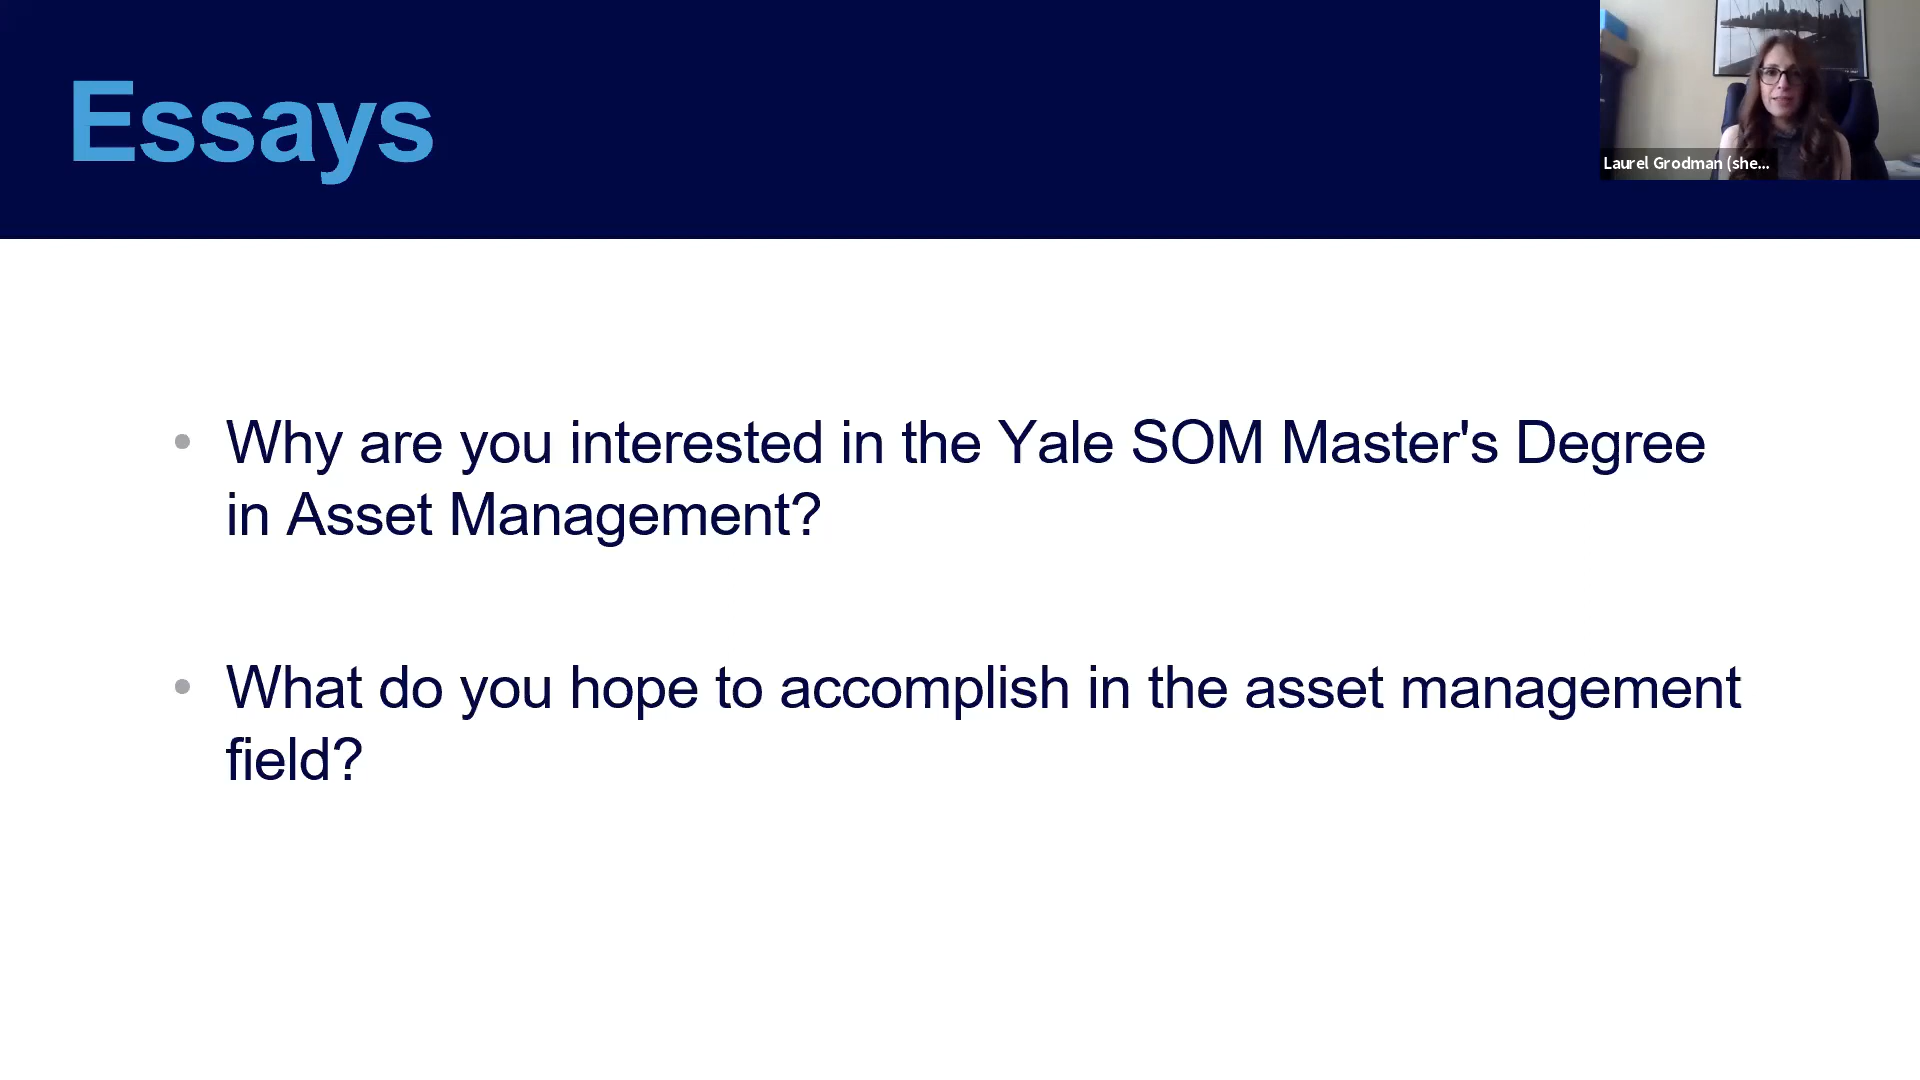 Essays
Laurel Grodman (she...
• Why are you interested in the Yale SOM Master's Degree
in Asset Management?
• What do you hope to accomplish in the asset management
field?